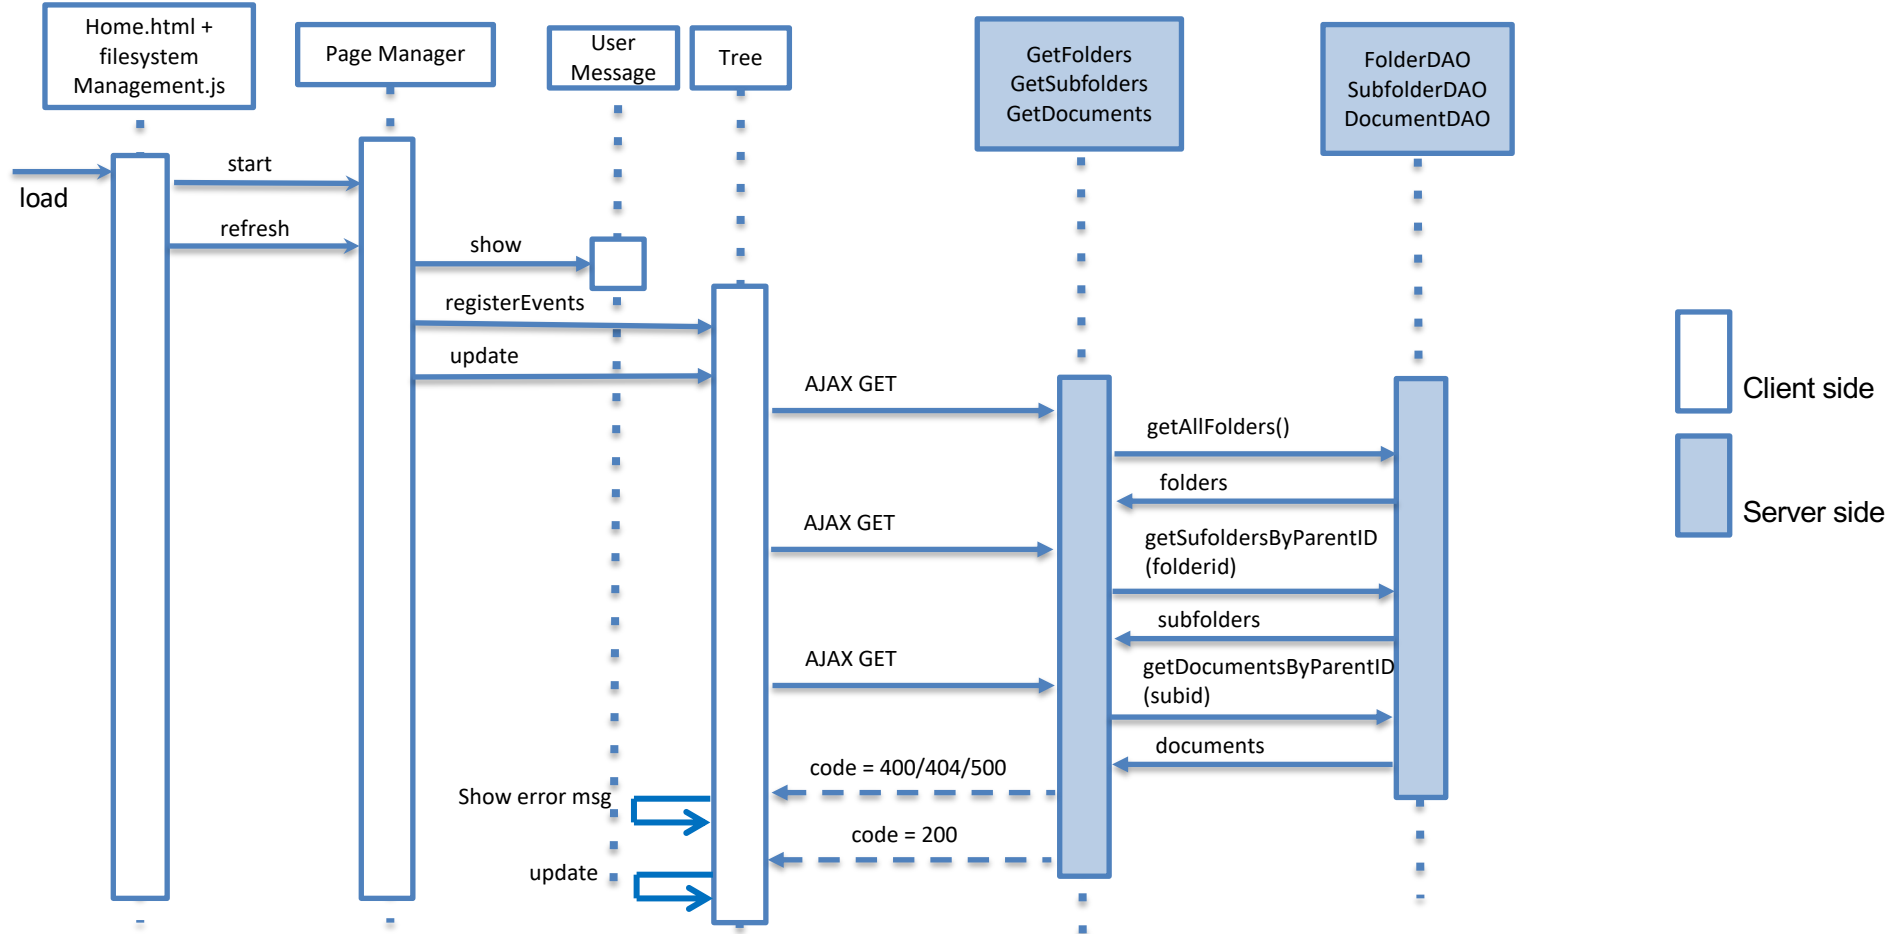 Home.html +
filesystem
Management.js
Page Manager
User
Message
Tree
GetFolders
GetSubfolders
GetDocuments
FolderDAO
SubfolderDAO
DocumentDAO
load
start
refresh
show
registerEvents
update
AJAX GET
getAllFolders()
folders
AJAX GET
getSufoldersByParentID
(folderid)
subfolders
AJAX GET
getDocumentsByParentID
(subid)
documents
code = 400/404/500
Show error msg
code = 200
update
Client side
Server side